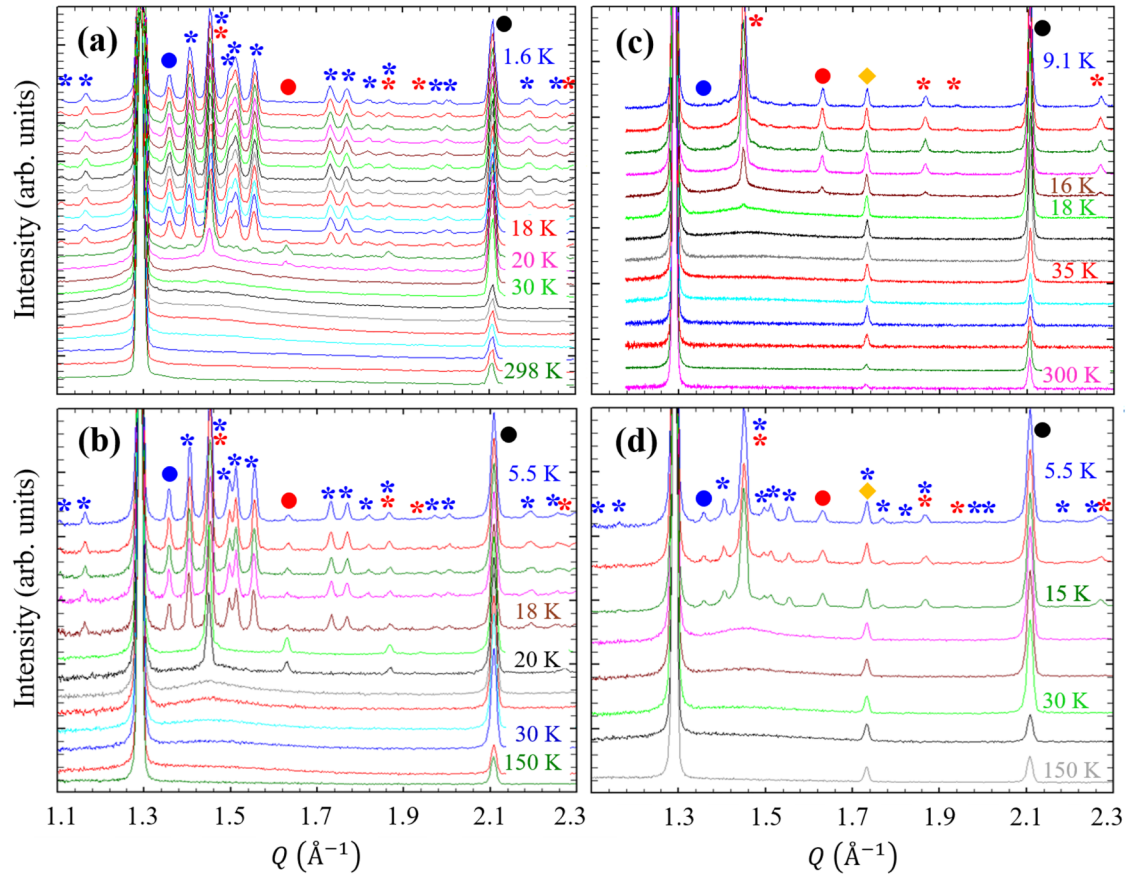 (a)
1.6 K
18 K
20 K
30 K
298 K
(c)
9.1 K
16 K
18 K
35 K
300 K
Intensity (arb. units)
(b)
5.5 K
18 K
20 K
30 K
150 K
(d)
5.5 K
15 K
30 K
150 K
Intensity (arb. units)
1.1 1.3 1.5 1.7 1.9 2.1 2.3
1.3 1.5 1.7 1.9 2.1 2.3
Q (Å⁻¹)
Q (Å⁻¹)